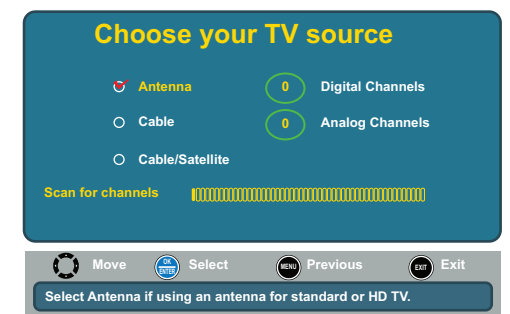 Choose your TV source
Antenna 0 Digital Channels
Cable 0 Analog Channels
Cable/Satellite
Scan for channels
Move OK ENTER Select MENU Previous EXIT Exit
Select Antenna if using an antenna for standard or HD TV.